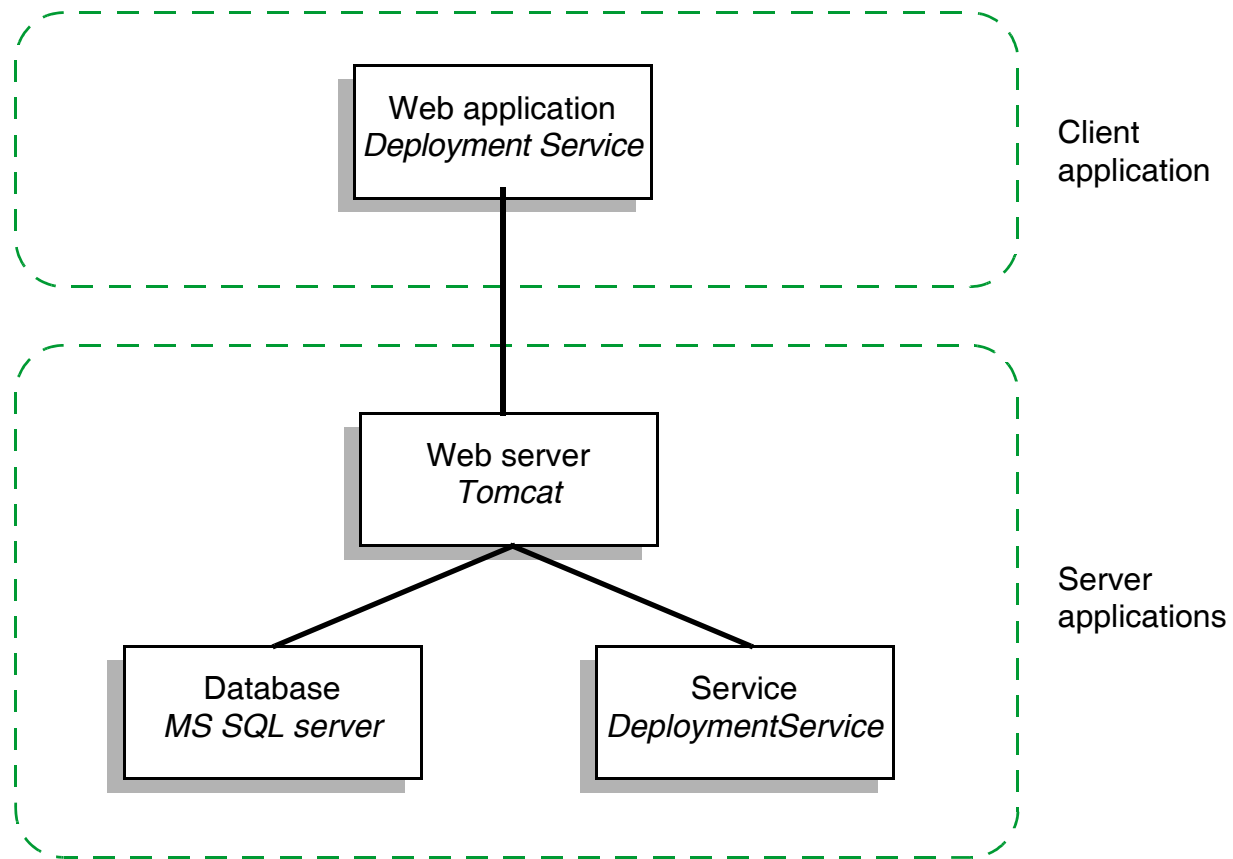 Web application
Deployment Service
Client
application
Web server
Tomcat
Server
applications
Database
MS SQL server
Service
DeploymentService